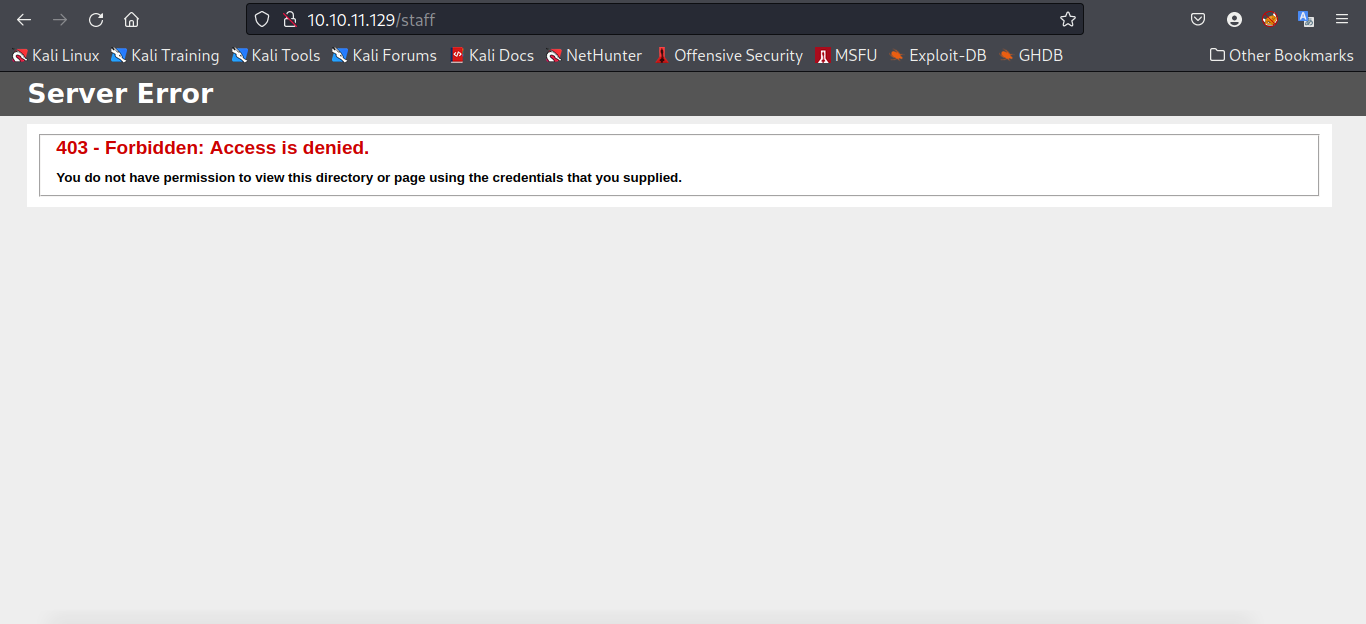 10.10.11.129/staff
Kali Linux Kali Training Kali Tools Kali Forums Kali Docs NetHunter Offensive Security MSFU Exploit-DB GHDB Other Bookmarks
Server Error
403 - Forbidden: Access is denied.
You do not have permission to view this directory or page using the credentials that you supplied.